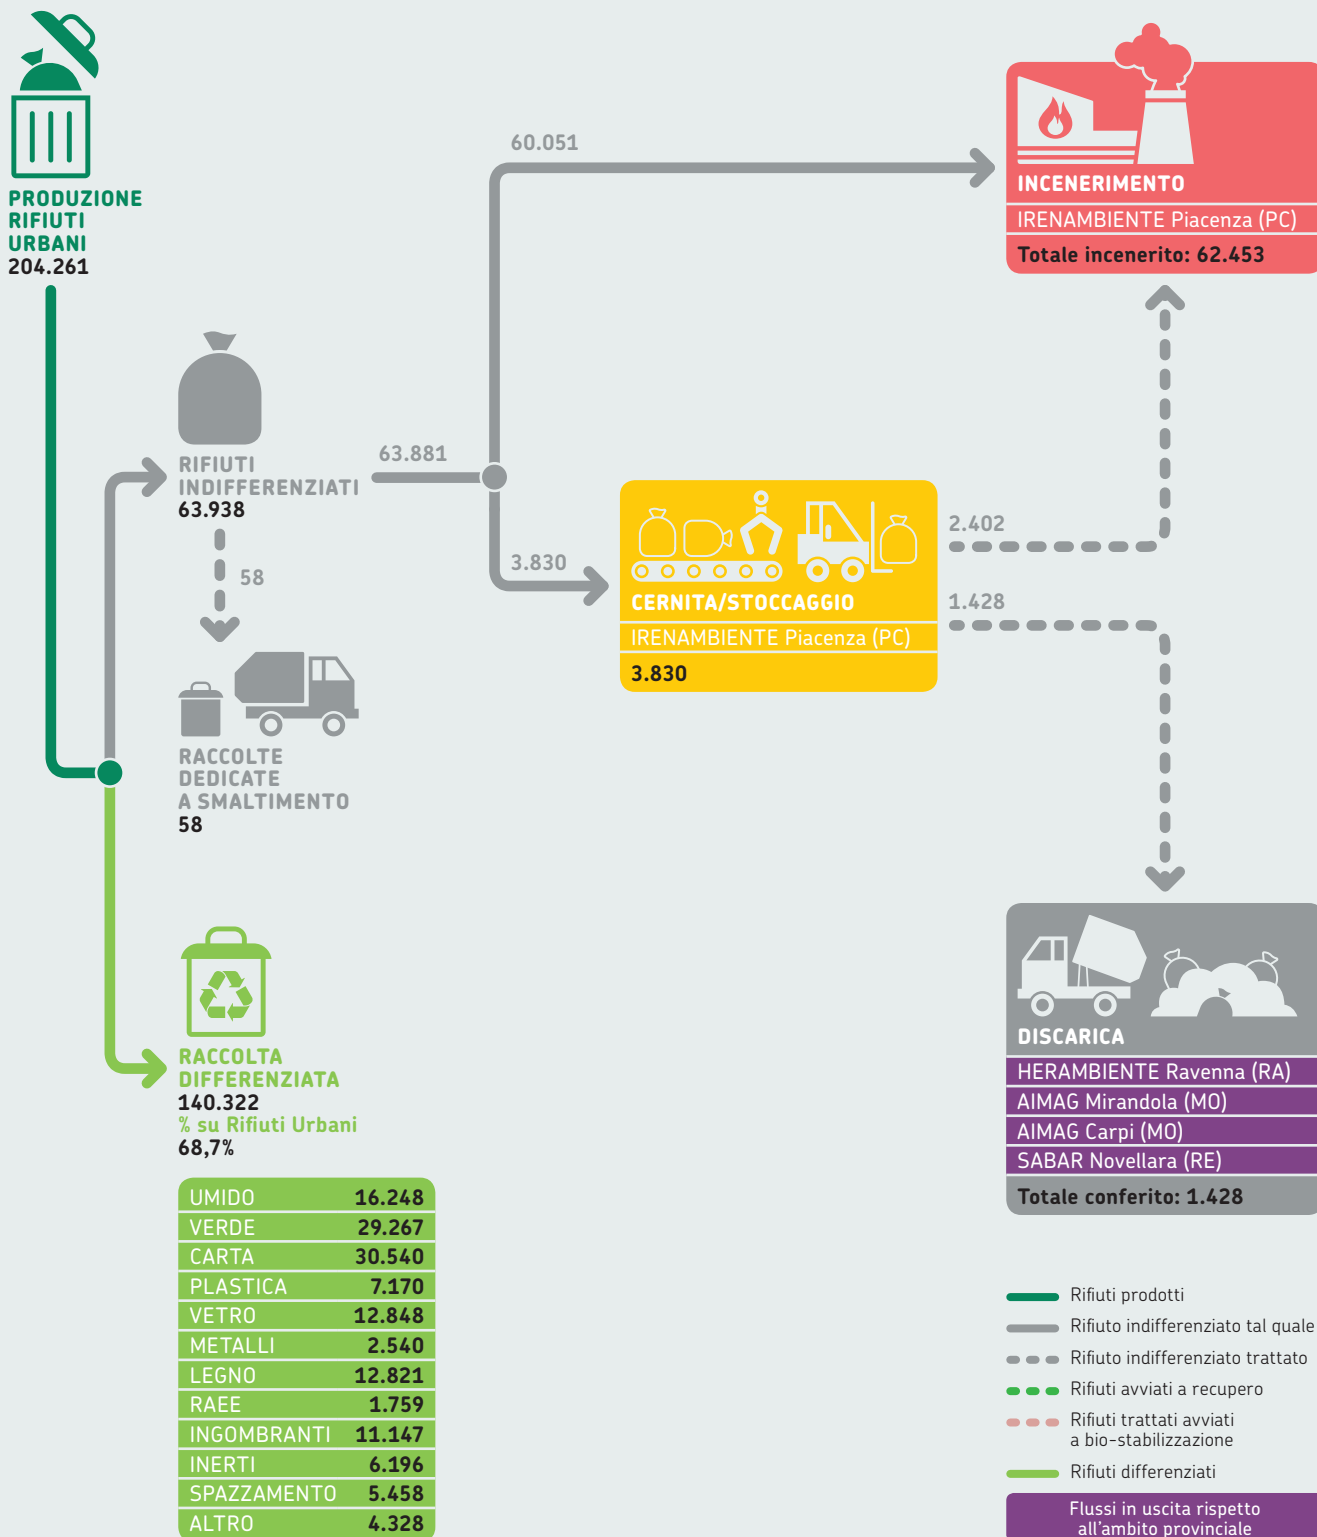 PRODUZIONE
RIFIUTI
URBANI
204.261
60.051
INCENERIMENTO
IRENAMBIENTE Piacenza (PC)
Totale incenerito: 62.453
RIFIUTI
INDIFFERENZIATI
63.938
63.881
58
3.830
CERNITA/STOCCAGGIO
IRENAMBIENTE Piacenza (PC)
3.830
2.402
1.428
RACCOLTE
DEDICATE
A SMALTIMENTO
58
RACCOLTA
DIFFERENZIATA
140.322
% su Rifiuti Urbani
68,7%
UMIDO 16.248
VERDE 29.267
CARTA 30.540
PLASTICA 7.170
VETRO 12.848
METALLI 2.540
LEGNO 12.821
RAEE 1.759
INGOMBRANTI 11.147
INERTI 6.196
SPAZZAMENTO 5.458
ALTRO 4.328
DISCARICA
HERAMBIENTE Ravenna (RA)
AIMAG Mirandola (MO)
AIMAG Carpi (MO)
SABAR Novellara (RE)
Totale conferito: 1.428
Rifiuti prodotti
Rifiuto indifferenziato tal quale
Rifiuto indifferenziato trattato
Rifiuti avviati a recupero
Rifiuti trattati avviati
a bio-stabilizzazione
Rifiuti differenziati
Flussi in uscita rispetto
all'ambito provinciale